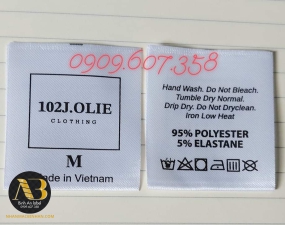 0909.607.358
102J.OLIE
CLOTHING
M
Made in Vietnam
Hand Wash. Do Not Bleach.
Tumble Dry Normal.
Drip Dry. Do Not Dryclean.
Iron Low Heat
95% POLYESTER
5% ELASTANE
AB